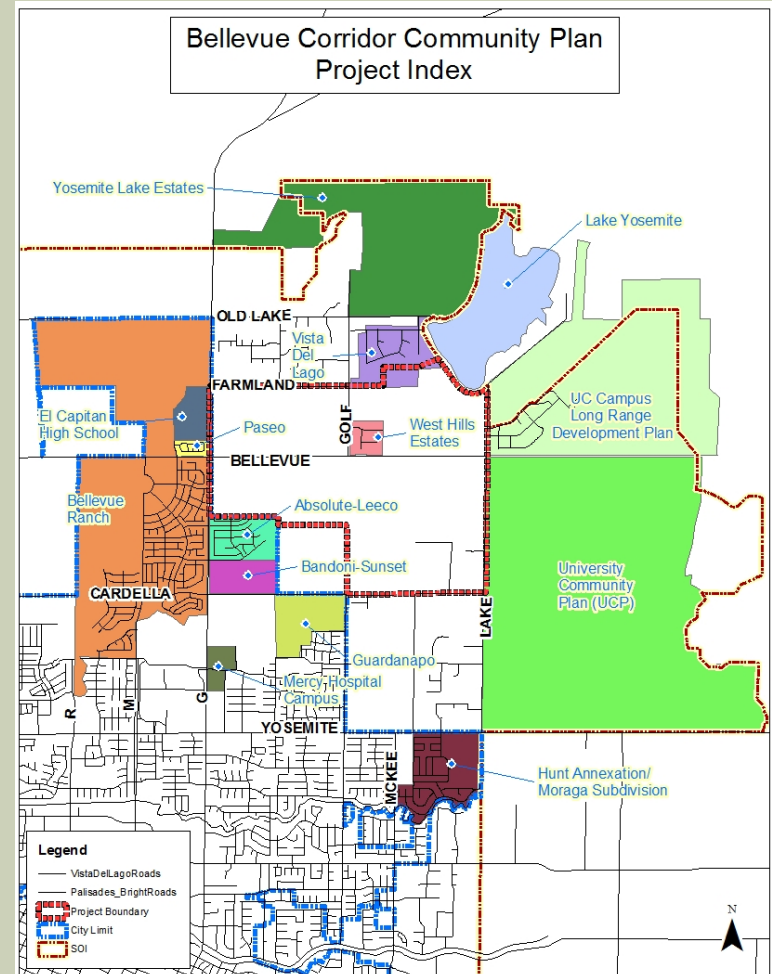 Bellevue Corridor Community Plan
Project Index
Yosemite Lake Estates
Lake Yosemite
OLD LAKE
Vista
Del
Lago
FARMLAND
UC Campus
Long Range
Development Plan
El Capitan
High School
Paseo
GOLF
West Hills
Estates
BELLEVUE
Bellevue
Ranch
Absolute-Leeco
Bandoni-Sunset
University
Community
Plan (UCP)
CARDELLA
LAKE
Guardanapo
Mercy Hospital
Campus
R
M
G
YOSEMITE
MCKEE
Hunt Annexation/
Moraga Subdivision
Legend
VistaDelLagoRoads
Palisades_BrightRoads
Project Boundary
City Limit
SOI
N